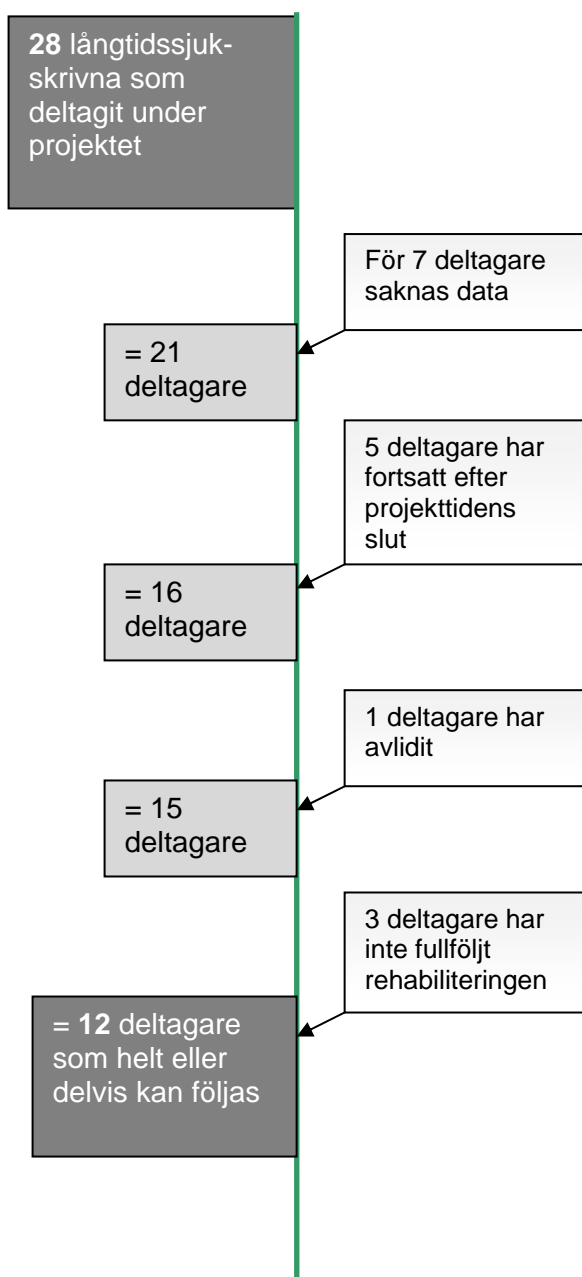 28 långtidssjuk-
skrivna som
deltagit under
projektet
För 7 deltagare
saknas data
= 21
deltagare
5 deltagare har
fortsatt efter
projekttidens
slut
= 16
deltagare
1 deltagare har
avlidit
= 15
deltagare
3 deltagare har
inte fullföljt
rehabiliteringen
= 12 deltagare
som helt eller
delvis kan följas